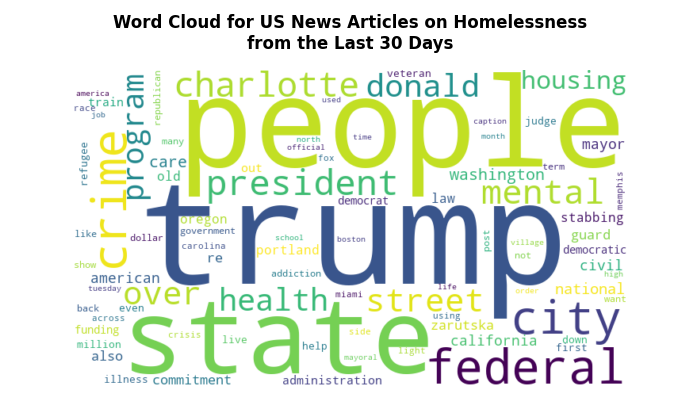 Word Cloud for US News Articles on Homelessness
from the Last 30 Days
america
race
job
train
program
republican
charlotte
veteran
donald
housing
people
used
caption
month
judge
mayor
time
north
official
fox
many
care
old
out
crime
refugee
president
washington
mental
term
memphis
stabbing
democrat
law
trump
oregon
government
carolina
re
like
dollar
show
portland
school
boston
addiction
post
village
not
guard
democratic
civil
high
american
tuesday
over
health
miami
life
street
using
order
national
want
back
even
across
funding
million
also
state
crisis
live
help
side
light
mayoral
zarutska
california
city
down
first
illness
commitment
administration
federal